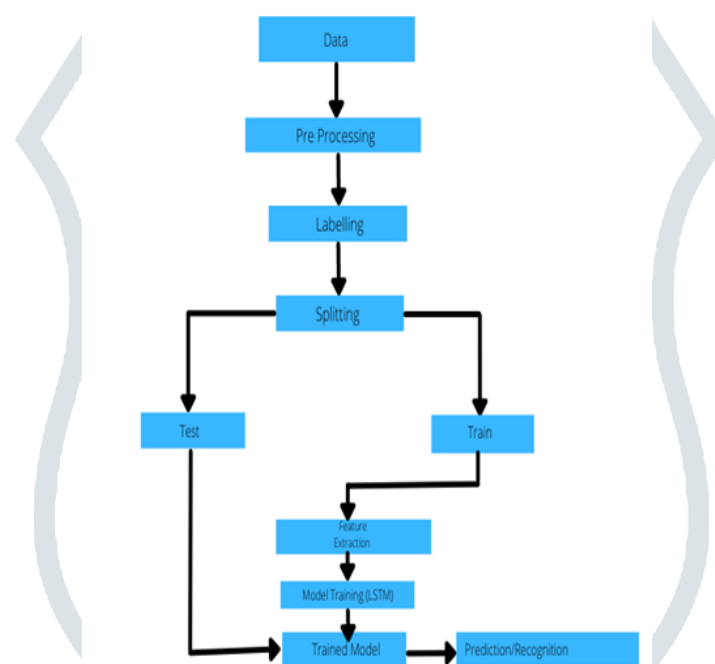 Data
Pre Processing
Labelling
Splitting
Test
Train
Feature
Extraction
Model Training (LSTM)
Trained Model
Prediction/Recognition